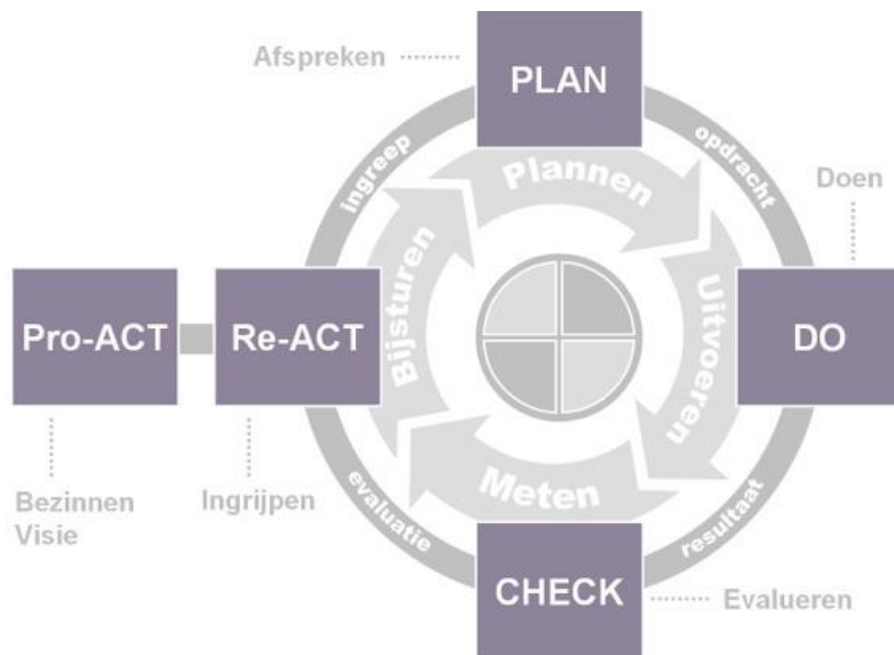 Afspreken
PLAN
ingreep
opdracht
Plannen
Doen
Bijsturen
Uitvoeren
Pro-ACT
Re-ACT
DO
Bezinnen
Visie
Ingrijpen
evaluatie
Meten
resultaat
CHECK
Evalueren